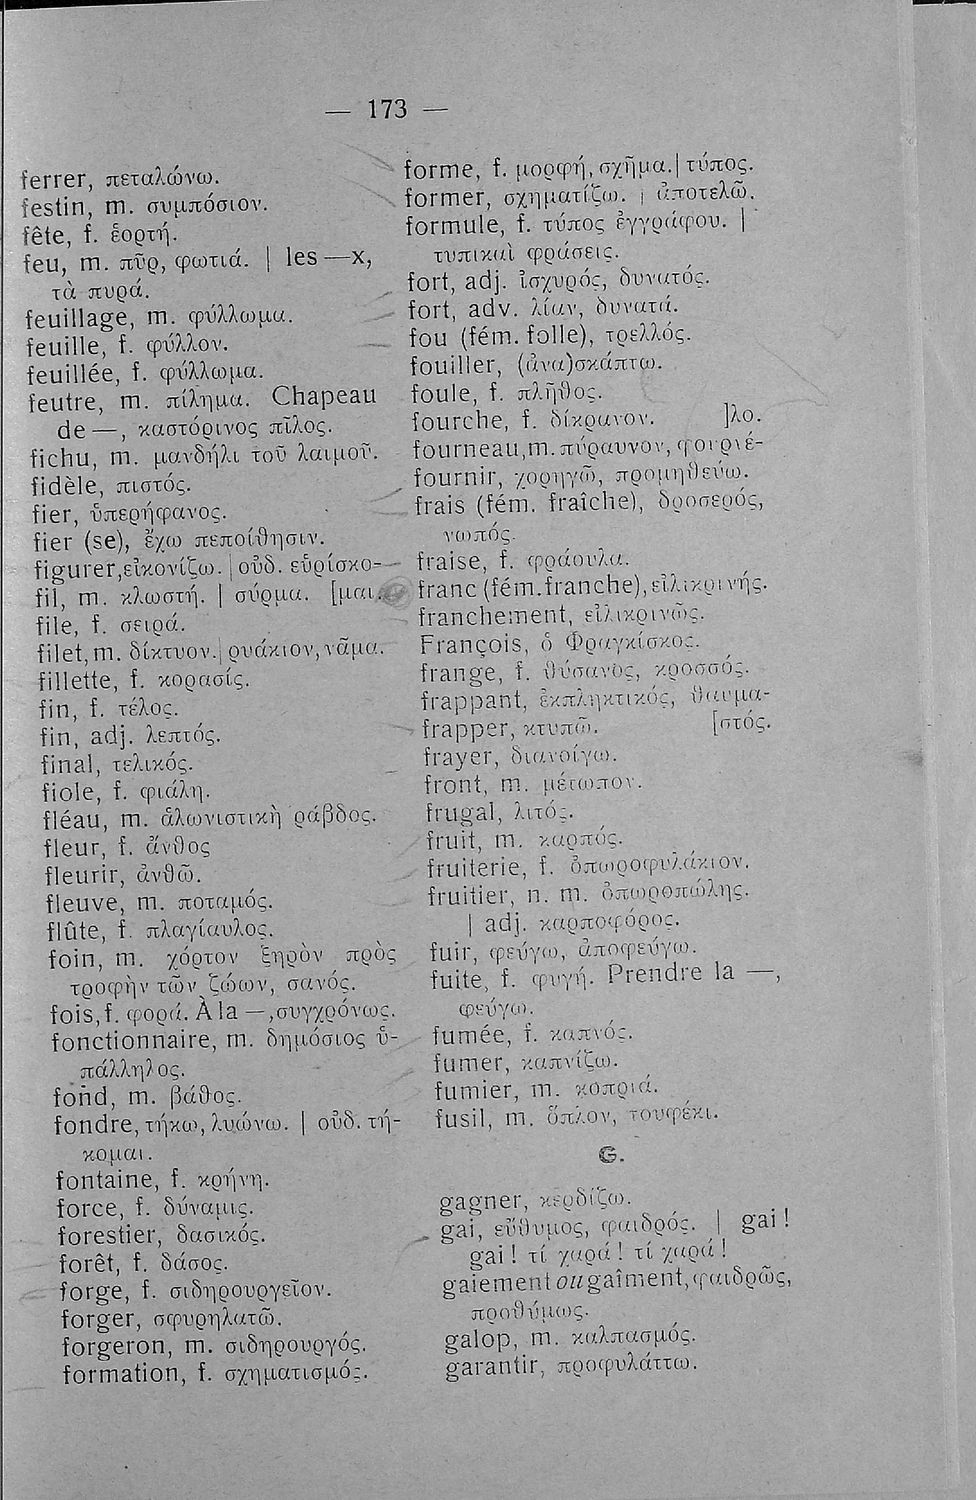 — 173 —
ferrer, πεταλώνω.
festin, m. συμπόσιον.
fête, f. ἑορτή.
feu, m. πῦρ, φωτιά. | les —x,
τὰ πυρά.
feuillage, m. φύλλωμα.
feuille, f. φύλλον.
feuillée, f. φύλλωμα.
feutre, m. πίλημα. Chapeau
de —, καστόρινος πῖλος.
fichu, m. μανδήλι τοῦ λαιμοῦ.
fidèle, πιστός.
fier, ὑπερήφανος.
fier (se), ἔχω πεποίθησιν.
figurer, εἰκονίζω. | οὐδ. εὑρίσκο-
fil, m. κλωστή. | σύρμα. [μαι.
file, f. σειρά.
filet, m. δίκτυον. | ρυάκιον, νᾶμα.
fillette, f. κορασίς.
fin, f. τέλος.
fin, adj. λεπτός.
final, τελικός.
fiole, f. φιάλη.
fléau, m. ἁλωνιστικὴ ράβδος.
fleur, f. ἄνθος
fleurir, ἀνθῶ.
fleuve, m. ποταμός.
flûte, f. πλαγίαυλος.
foin, m. χόρτον ξηρὸν πρὸς
τροφὴν τῶν ζώων, σανός.
fois, f. φορά. À la —, συγχρόνως.
fonctionnaire, m. δημόσιος ὑ-
πάλληλος.
fond, m. βάθος.
fondre, τήκω, λυώνω. | οὐδ. τή-
κομαι.
fontaine, f. κρήνη.
force, f. δύναμις.
forestier, δασικός.
forêt, f. δάσος.
forge, f. σιδηρουργεῖον.
forger, σφυρηλατῶ.
forgeron, m. σιδηρουργός.
formation, f. σχηματισμός.
forme, f. μορφή, σχῆμα. | τύπος.
former, σχηματίζω. | ἀποτελῶ.
formule, f. τύπος ἐγγράφου. |
τυπικαὶ φράσεις.
fort, adj. ἰσχυρός, δυνατός.
fort, adv. λίαν, δυνατά.
fou (fém. folle), τρελλός.
fouiller, (ἀνα)σκάπτω.
foule, f. πλῆθος.
fourche, f. δίκρανον. ]λο.
fourneau, m. πύραυνον, φουρνέ-
fournir, χορηγῶ, προμηθεύω.
frais (fém. fraîche), δροσερός,
νωπός.
fraise, f. φράουλα.
franc (fém. franche), εἰλικρινής.
franchement, εἰλικρινῶς.
François, ὁ Φραγκίσκος.
frange, f. θύσανος, κροσσός.
frappant, ἐκπληκτικός, θαυμα-
frapper, κτυπῶ. [στός.
frayer, διανοίγω.
front, m. μέτωπον.
frugal, λιτός.
fruit, m. καρπός.
fruiterie, f. ὀπωροφυλάκιον.
fruitier, n. m. ὀπωροπώλης.
| adj. καρποφόρος.
fuir, φεύγω, ἀποφεύγω.
fuite, f. φυγή. Prendre la —,
φεύγω.
fumée, f. καπνός.
fumer, καπνίζω.
fumier, m. κοπριά.
fusil, m. ὅπλον, τουφέκι.
G.
gagner, κερδίζω.
gai, εὔθυμος, φαιδρός. | gai !
gai ! τί χαρά ! τί χαρά !
gaiement ou gaîment, φαιδρῶς,
προθύμως.
galop, m. καλπασμός.
garantir, προφυλάττω.